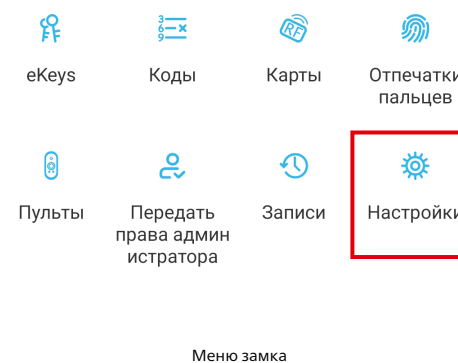 eKeys
Коды
Карты
Отпечатки
пальцев
Пульты
Передать
права админ
истратора
Записи
Настройки
Меню замка